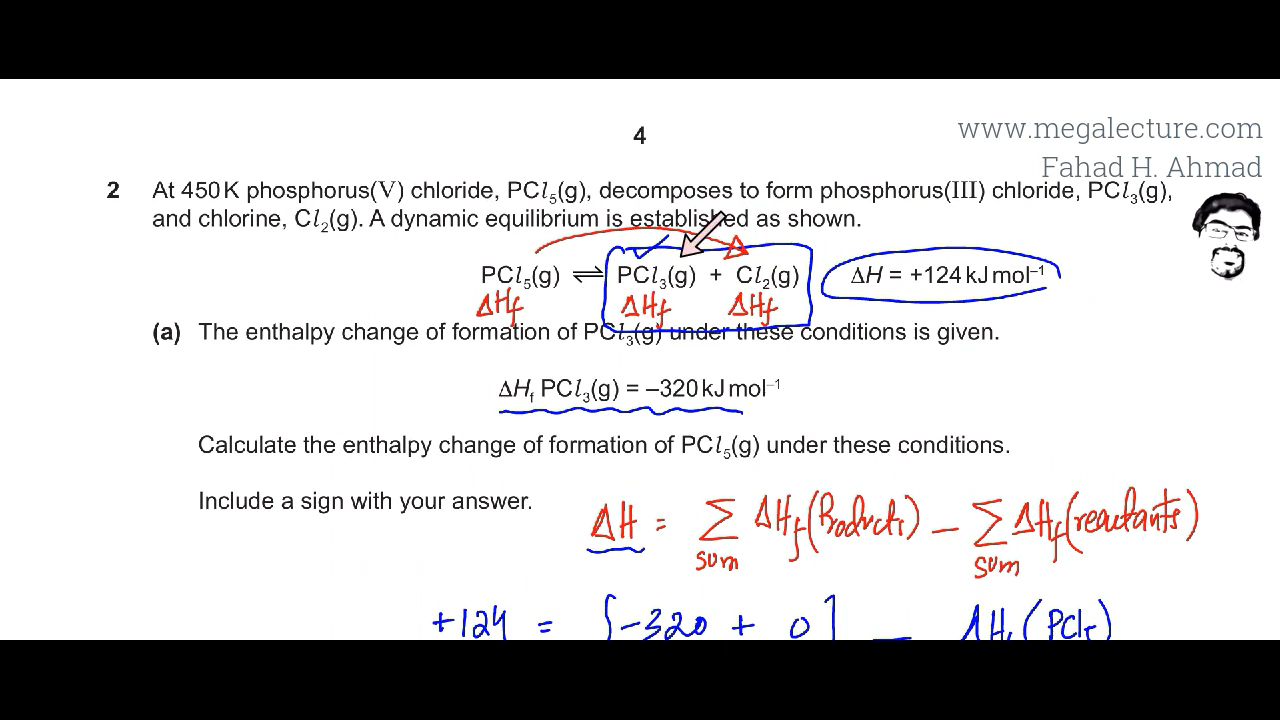 www.megalecture.com
4
Fahad H. Ahmad
2 At 450 K phosphorus(V) chloride, PCl₅(g), decomposes to form phosphorus(III) chloride, PCl₃(g),
and chlorine, Cl₂(g). A dynamic equilibrium is established as shown.
PCl₅(g) ⇌ PCl₃(g) + Cl₂(g) ΔH = +124 kJ mol⁻¹
ΔHf ΔHf ΔHf
(a) The enthalpy change of formation of PCl₃(g) under these conditions is given.
ΔHf PCl₃(g) = –320 kJ mol⁻¹
Calculate the enthalpy change of formation of PCl₅(g) under these conditions.
Include a sign with your answer.
ΔH = ∑ ΔHf (Products) – ∑ ΔHf (reactants)
sum sum
+124 = [-320 + 0] – ΔHf (PCl5)